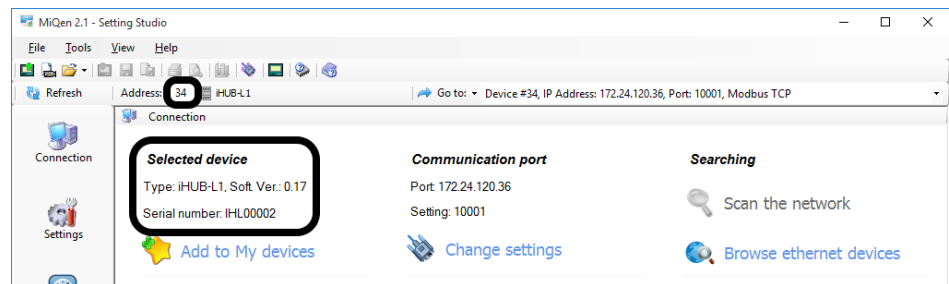 MiQen 2.1 - Setting Studio
File Tools View Help
Refresh Address: 34 iHUB-L1 Go to: Device #34, IP Address: 172.24.120.36, Port: 10001, Modbus TCP
Connection
Connection
Settings
Selected device
Type: iHUB-L1, Soft. Ver.: 0.17
Serial number: IHL00002
Add to My devices
Communication port
Port: 172.24.120.36
Setting: 10001
Change settings
Searching
Scan the network
Browse ethernet devices